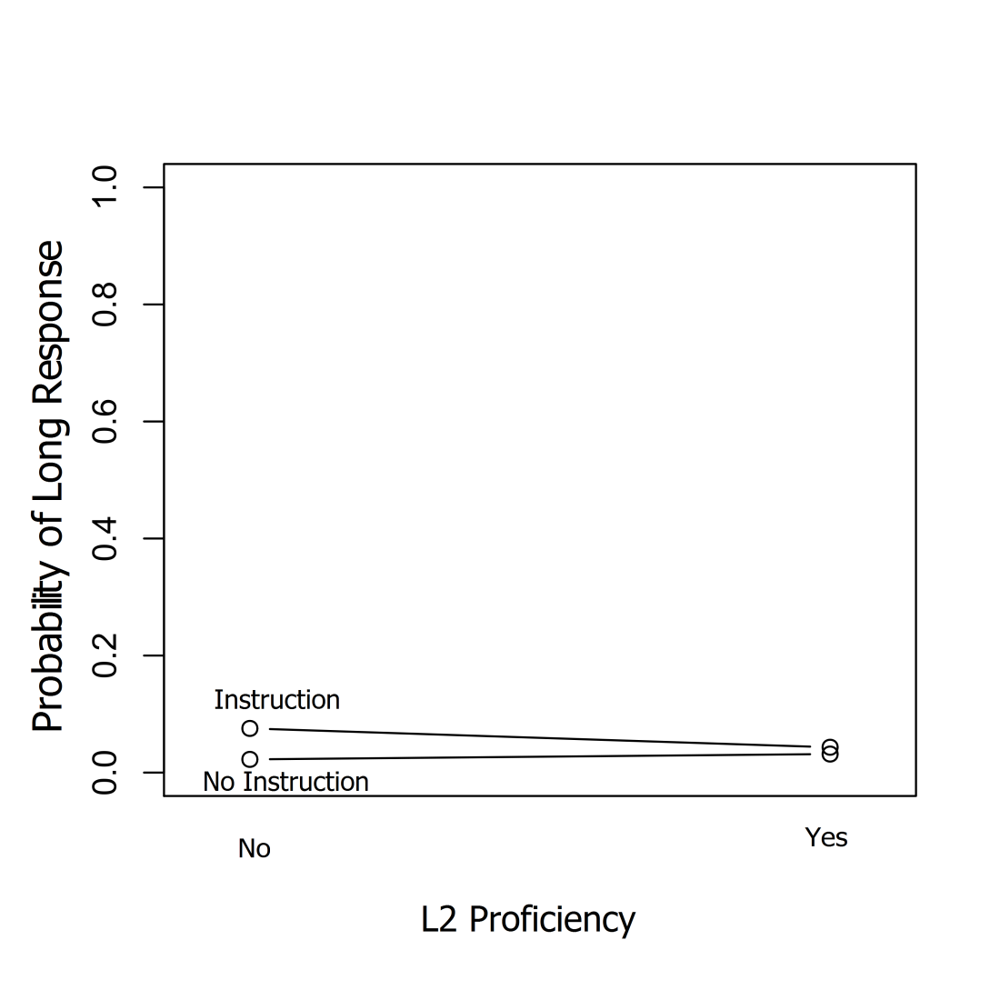 Probability of Long Response
1.0
0.8
0.6
0.4
0.2
0.0
Instruction
No Instruction
No
Yes
L2 Proficiency